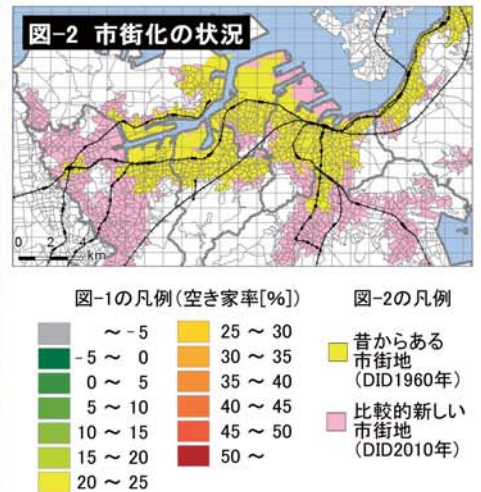 図-2 市街化の状況
0 2 4
km
図-1の凡例(空き家率[%])
～-5
-5 ～ 0
0 ～ 5
5 ～ 10
10 ～ 15
15 ～ 20
20 ～ 25
25 ～ 30
30 ～ 35
35 ～ 40
40 ～ 45
45 ～ 50
50 ～
図-2の凡例
昔からある
市街地
(DID1960年)
比較的新しい
市街地
(DID2010年)